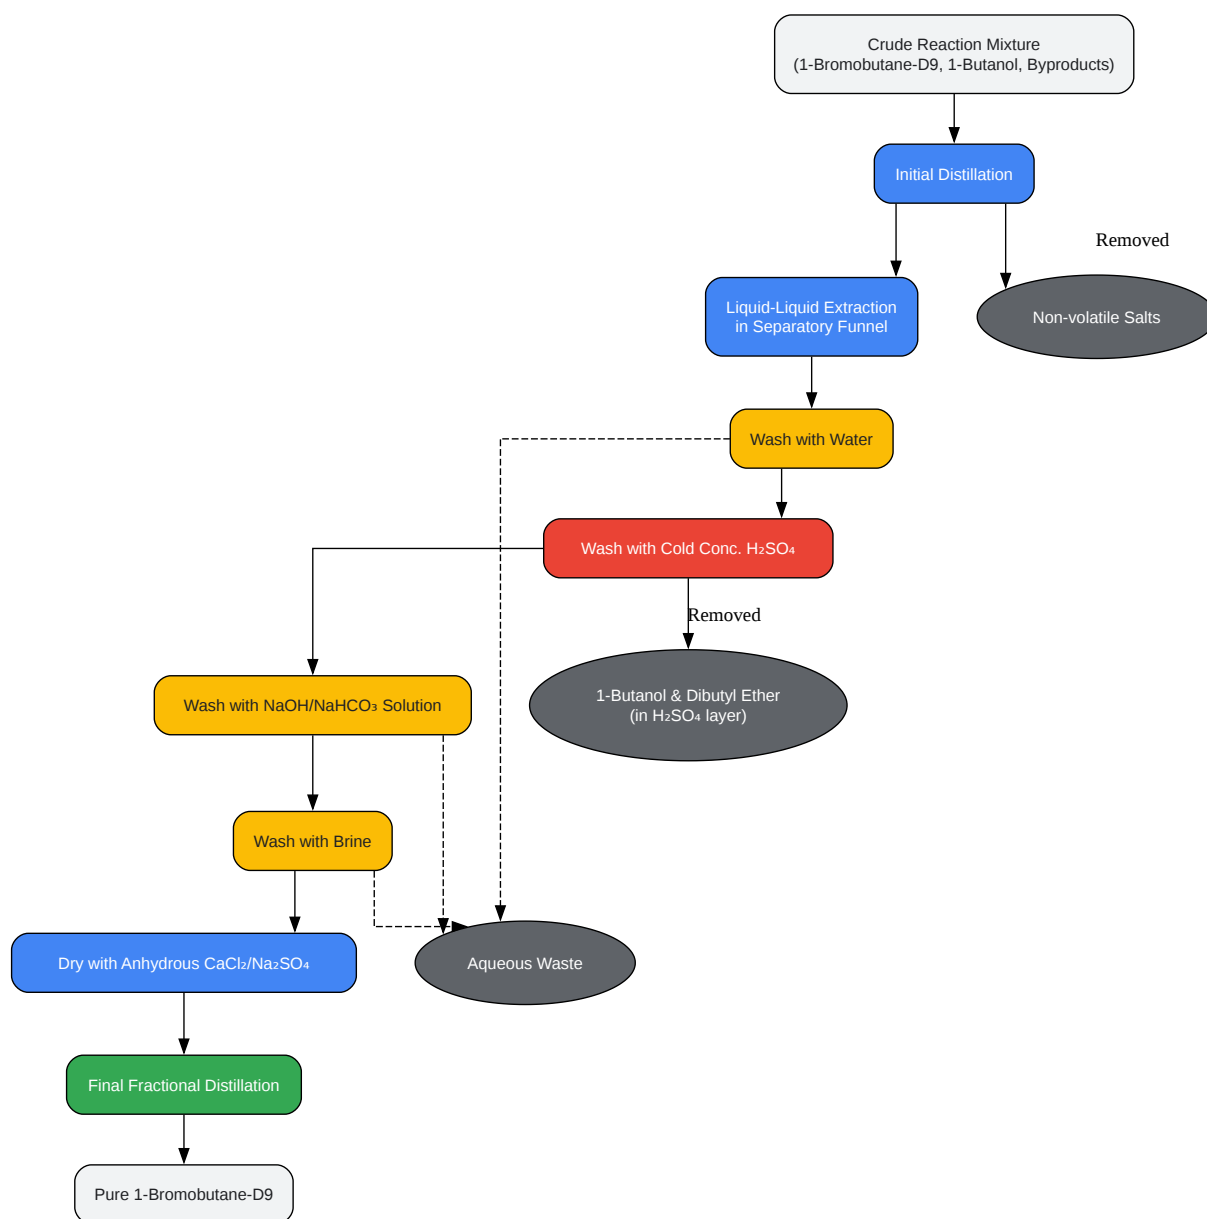 Crude Reaction Mixture
(1-Bromobutane-D9, 1-Butanol, Byproducts)
Initial Distillation
Removed
Liquid-Liquid Extraction
in Separatory Funnel
Non-volatile Salts
Wash with Water
Wash with Cold Conc. H₂SO₄
Removed
Wash with NaOH/NaHCO₃ Solution
1-Butanol & Dibutyl Ether
(in H₂SO₄ layer)
Wash with Brine
Dry with Anhydrous CaCl₂/Na₂SO₄
Aqueous Waste
Final Fractional Distillation
Pure 1-Bromobutane-D9